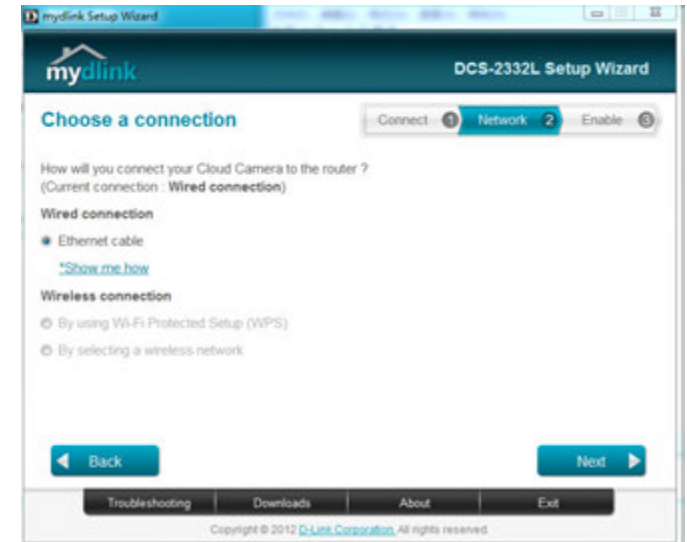 mydlink Setup Wizard
mydlink
DCS-2332L Setup Wizard
Choose a connection
Connect 1 Network 2 Enable 3
How will you connect your Cloud Camera to the router ?
(Current connection : Wired connection)
Wired connection
Ethernet cable
*Show me how
Wireless connection
By using Wi-Fi Protected Setup (WPS)
By selecting a wireless network
Back
Next
Troubleshooting Downloads About Exit
Copyright © 2012 D-Link Corporation. All rights reserved.